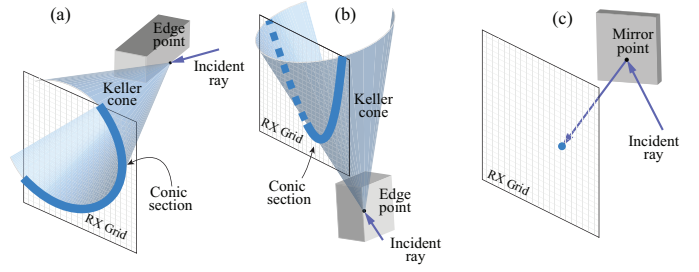 (a)
Edge
point
Incident
ray
Keller
cone
Conic
section
RX Grid
(b)
Keller
cone
RX Grid
Conic
section
Edge
point
Incident
ray
(c)
Mirror
point
Incident
ray
RX Grid